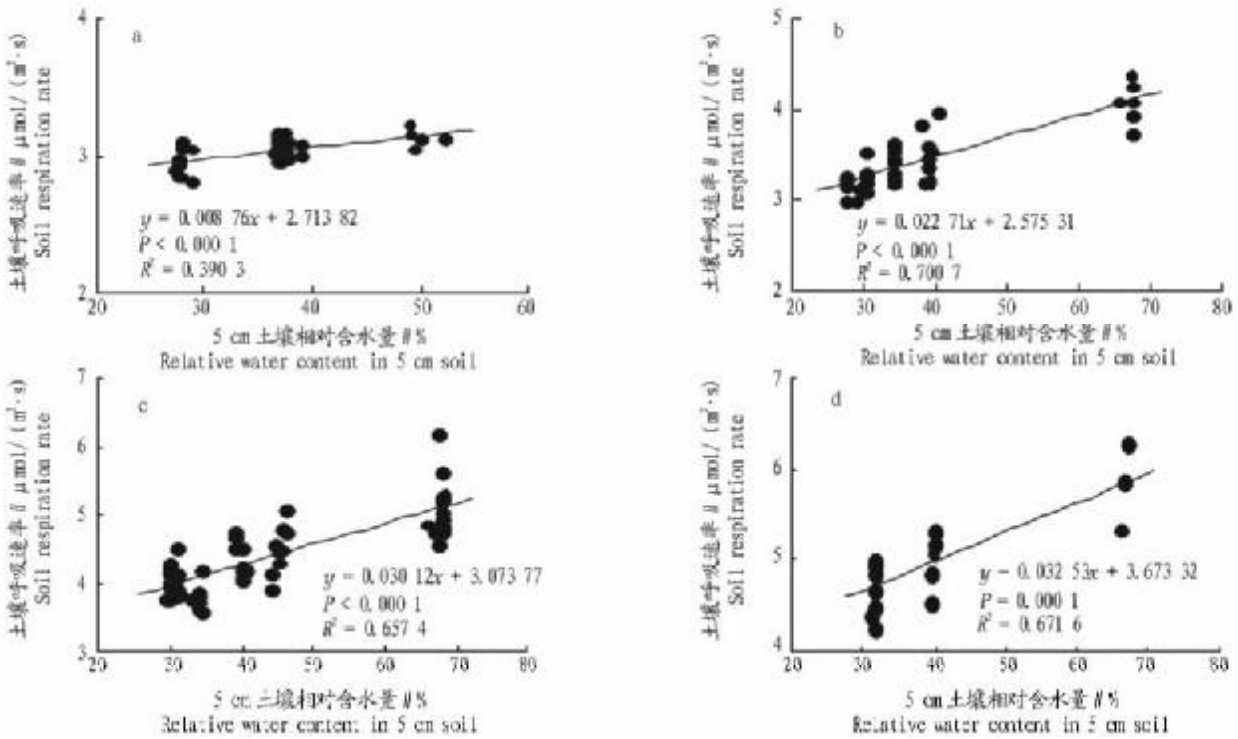 土壤呼吸速率 // μmol/(m²·s)
Soil respiration rate
4
3
2
a
y = 0.008 76x + 2.713 82
P < 0.000 1
R² = 0.390 3
20 30 40 50 60
5 cm 土壤相对含水量 // %
Relative water content in 5 cm soil
土壤呼吸速率 // μmol/(m²·s)
Soil respiration rate
5
4
3
2
b
y = 0.022 71x + 2.575 31
P < 0.000 1
R² = 0.700 7
20 30 40 50 60 70 80
5 cm 土壤相对含水量 // %
Relative water content in 5 cm soil
土壤呼吸速率 // μmol/(m²·s)
Soil respiration rate
7
6
5
4
3
c
y = 0.030 12x + 3.073 77
P < 0.000 1
R² = 0.657 4
20 30 40 50 60 70 80
5 cm 土壤相对含水量 // %
Relative water content in 5 cm soil
土壤呼吸速率 // μmol/(m²·s)
Soil respiration rate
7
6
5
4
d
y = 0.032 53x + 3.673 32
P = 0.000 1
R² = 0.671 6
20 30 40 50 60 70 80
5 cm 土壤相对含水量 // %
Relative water content in 5 cm soil